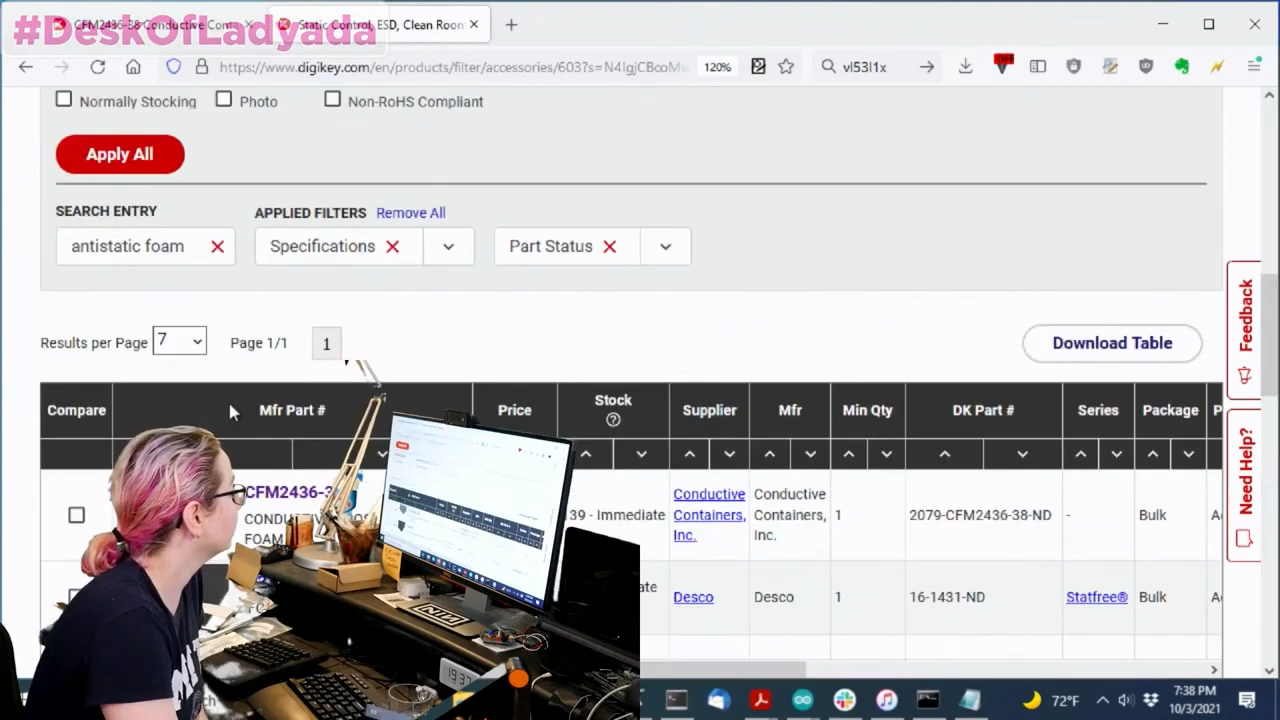 #DeskOfLadyada
CFM2436-38 Conductive Cont
Static Control, ESD, Clean Room
https://www.digikey.com/en/products/filter/accessories/603?s=N4IgjCBcoMw
120%
vl53l1x
Normally Stocking
Photo
Non-RoHS Compliant
Apply All
SEARCH ENTRY
APPLIED FILTERS
Remove All
antistatic foam
Specifications
Part Status
Results per Page
7
Page 1/1
1
Download Table
Feedback
Need Help?
Compare
Mfr Part #
Price
Stock
Supplier
Mfr
Min Qty
DK Part #
Series
Package
CFM2436-3
FOAM
39 - Immediate
Conductive
Containers,
Inc.
Conductive
Containers,
Inc.
1
2079-CFM2436-38-ND
-
Bulk
Desco
Desco
1
16-1431-ND
Statfree®
Bulk
72°F
7:38 PM
10/3/2021